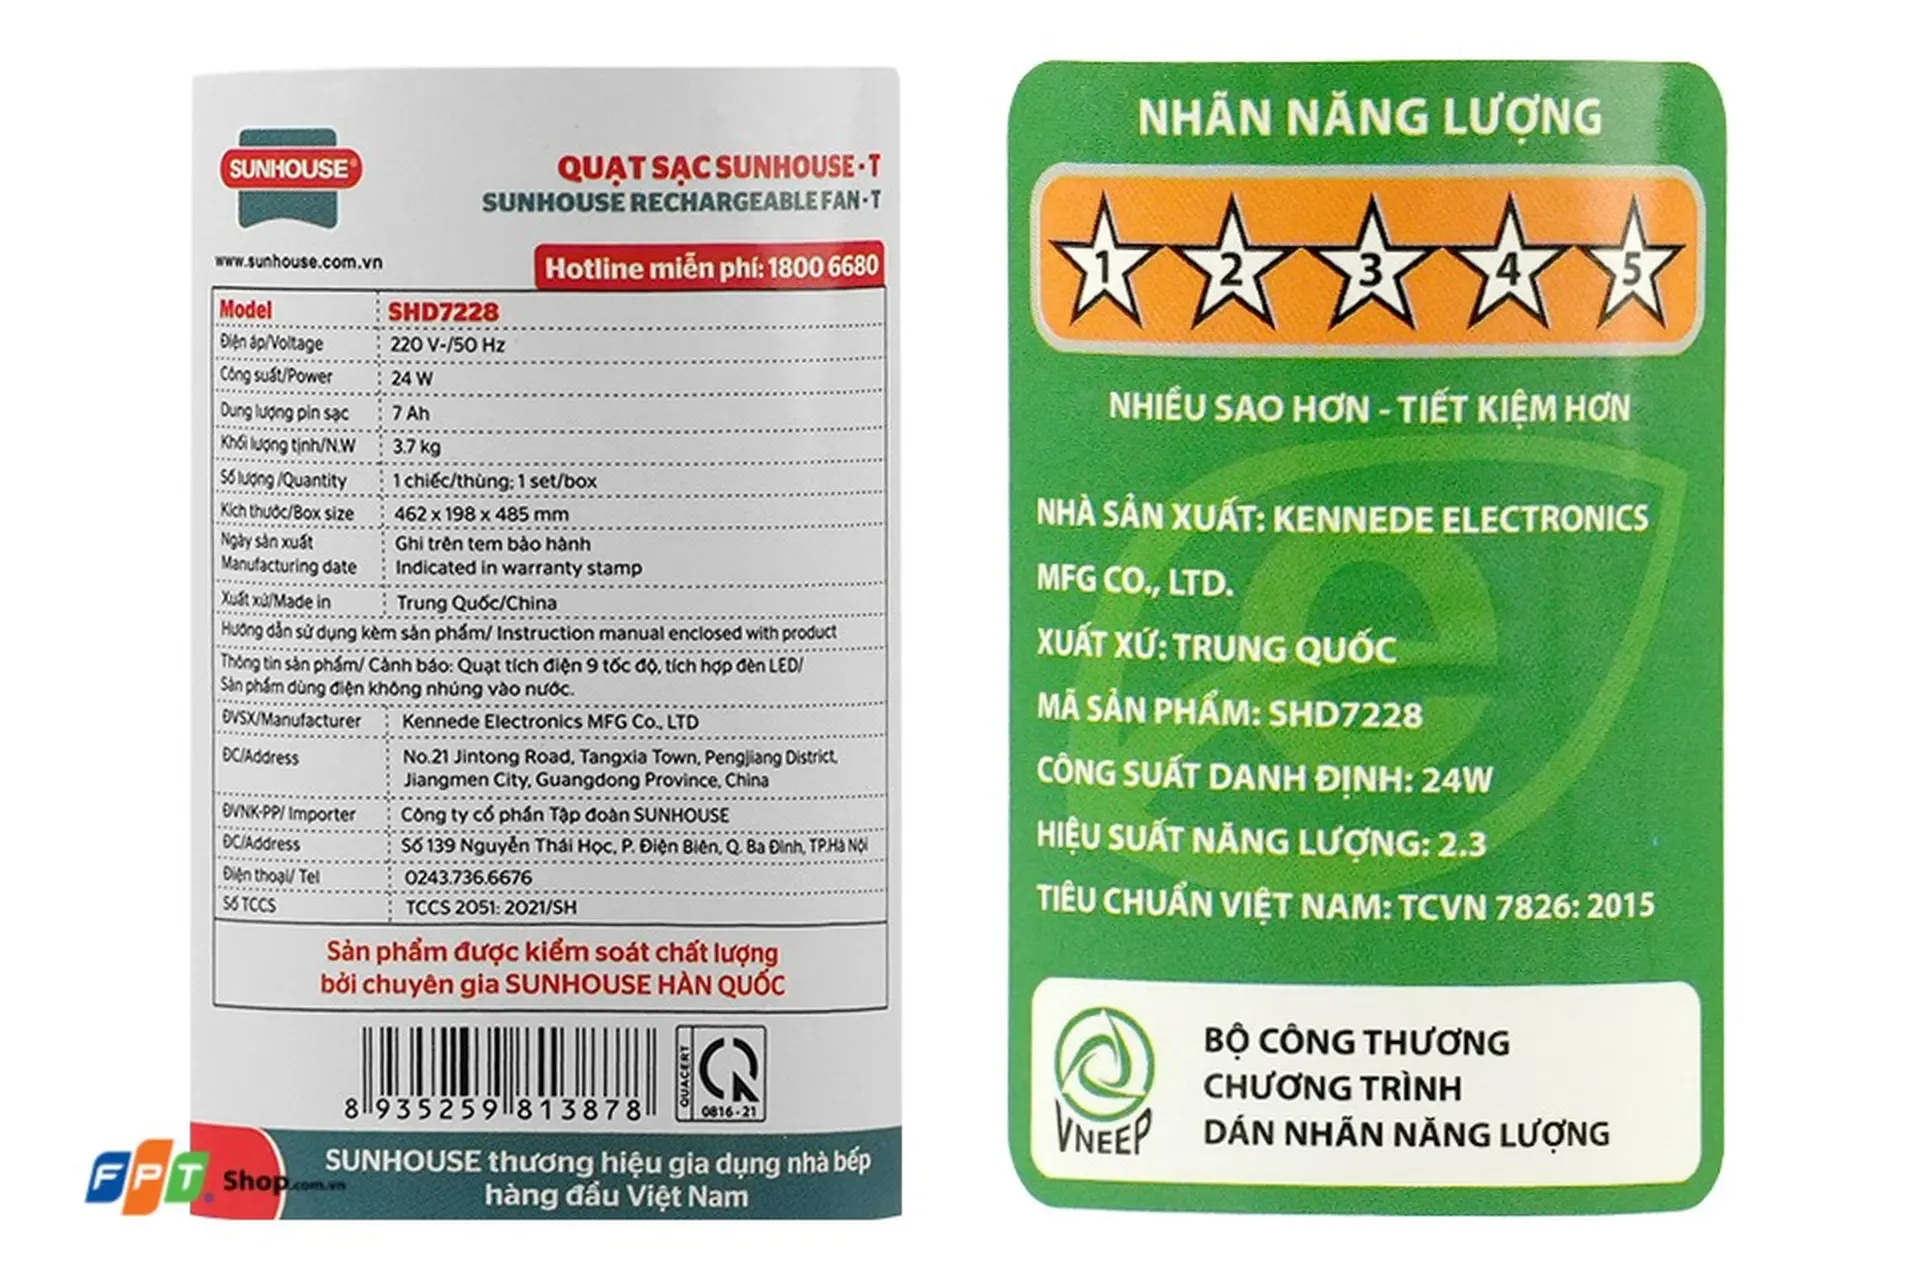 SUNHOUSE®
QUẠT SẠC SUNHOUSE·T
SUNHOUSE RECHARGEABLE FAN·T
www.sunhouse.com.vn
Hotline miễn phí: 1800 6680
Model SHD7228
Điện áp/Voltage 220 V~/50 Hz
Công suất/Power 24 W
Dung lượng pin sạc 7 Ah
Khối lượng tịnh/N.W 3.7 kg
Số lượng /Quantity 1 chiếc/thùng; 1 set/box
Kích thước/Box size 462 x 198 x 485 mm
Ngày sản xuất Ghi trên tem bảo hành
Manufacturing date Indicated in warranty stamp
Xuất xứ/Made in Trung Quốc/China
Hướng dẫn sử dụng kèm sản phẩm/ Instruction manual enclosed with product
Thông tin sản phẩm/ Cảnh báo: Quạt tích điện 9 tốc độ, tích hợp đèn LED/
Sản phẩm dùng điện không nhúng vào nước.
ĐVSX/Manufacturer Kennede Electronics MFG Co., LTD
ĐC/Address No.21 Jintong Road, Tangxia Town, Pengjiang District,
Jiangmen City, Guangdong Province, China
ĐVNK-PP/ Importer Công ty cổ phần Tập đoàn SUNHOUSE
ĐC/Address Số 139 Nguyễn Thái Học, P. Điện Biên, Q. Ba Đình, TP.Hà Nội
Điện thoại/ Tel 0243.736.6676
Số TCCS TCCS 2051: 2021/SH
Sản phẩm được kiểm soát chất lượng
bởi chuyên gia SUNHOUSE HÀN QUỐC
8 935259 813878
QUACERT
0816 - 21
SUNHOUSE thương hiệu gia dụng nhà bếp
hàng đầu Việt Nam
FPT Shop.com.vn
NHÃN NĂNG LƯỢNG
1 2 3 4 5
NHIỀU SAO HƠN - TIẾT KIỆM HƠN
NHÀ SẢN XUẤT: KENNEDE ELECTRONICS
MFG CO., LTD.
XUẤT XỨ: TRUNG QUỐC
MÃ SẢN PHẨM: SHD7228
CÔNG SUẤT DANH ĐỊNH: 24W
HIỆU SUẤT NĂNG LƯỢNG: 2.3
TIÊU CHUẨN VIỆT NAM: TCVN 7826: 2015
VNEEP
BỘ CÔNG THƯƠNG
CHƯƠNG TRÌNH
DÁN NHÃN NĂNG LƯỢNG